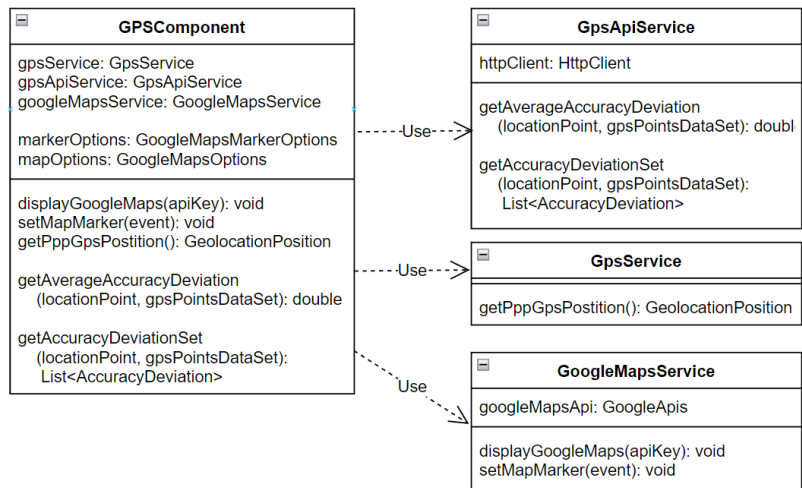 GPSComponent
gpsService: GpsService
gpsApiService: GpsApiService
googleMapsService: GoogleMapsService
markerOptions: GoogleMapsMarkerOptions
mapOptions: GoogleMapsOptions
displayGoogleMaps(apiKey): void
setMapMarker(event): void
getPppGpsPostition(): GeolocationPosition
getAverageAccuracyDeviation
(locationPoint, gpsPointsDataSet): double
getAccuracyDeviationSet
(locationPoint, gpsPointsDataSet):
List<AccuracyDeviation>
Use
Use
Use
GpsApiService
httpClient: HttpClient
getAverageAccuracyDeviation
(locationPoint, gpsPointsDataSet): doubl
getAccuracyDeviationSet
(locationPoint, gpsPointsDataSet):
List<AccuracyDeviation>
GpsService
getPppGpsPostition(): GeolocationPosition
GoogleMapsService
googleMapsApi: GoogleApis
displayGoogleMaps(apiKey): void
setMapMarker(event): void